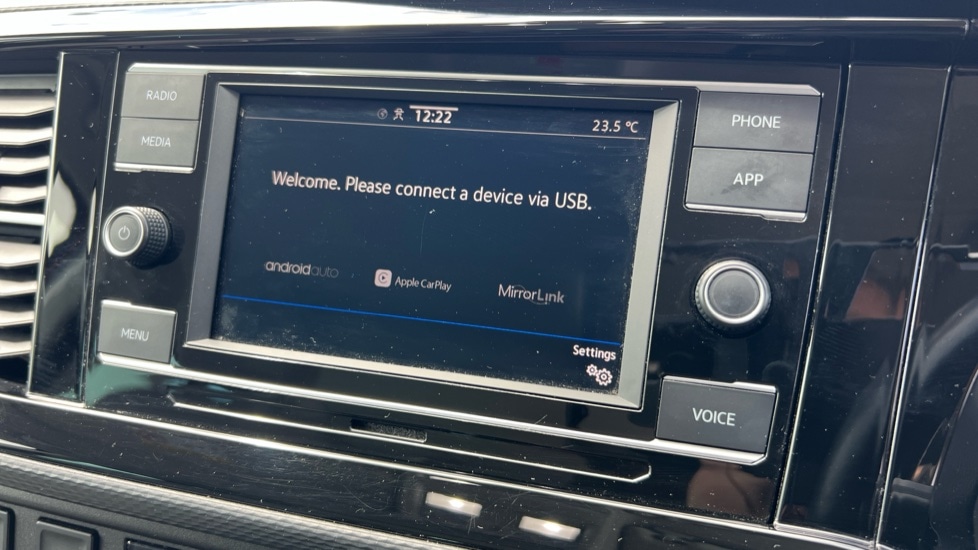 RADIO
MEDIA
MENU
12:22
23.5 °C
Welcome. Please connect a device via USB.
androidauto
Apple CarPlay
MirrorLink
Settings
PHONE
APP
VOICE